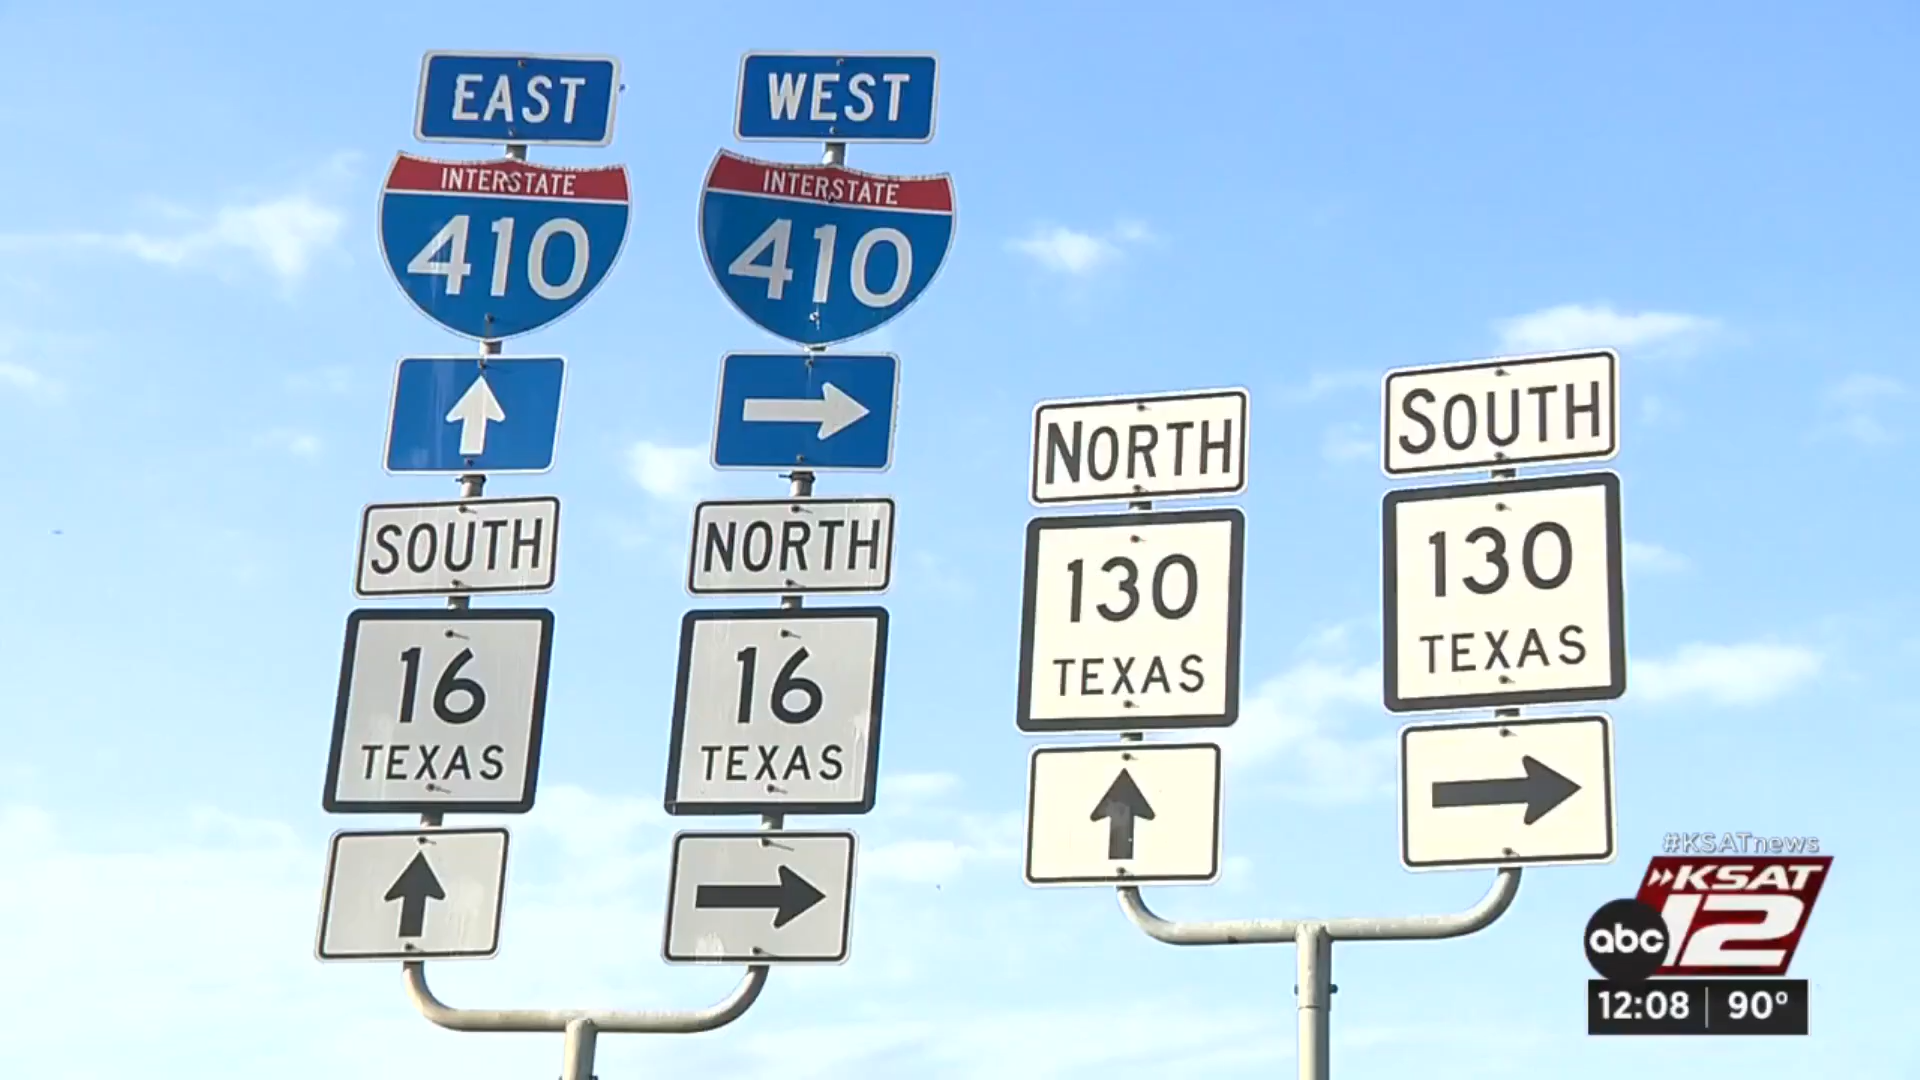 EAST
INTERSTATE
410
SOUTH
16
TEXAS
WEST
INTERSTATE
410
NORTH
16
TEXAS
NORTH
130
TEXAS
SOUTH
130
TEXAS
#KSATnews
KSAT
12
abc
12:08 | 90°